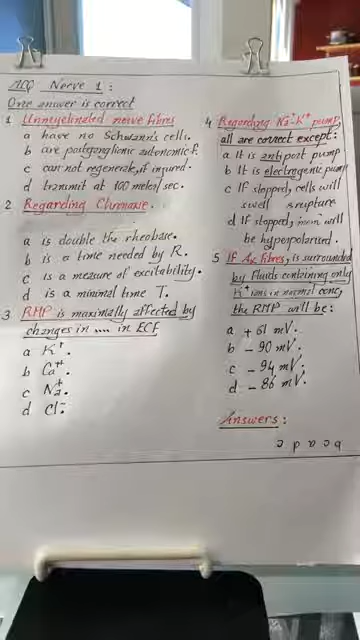 MCQ Nerve 1:
One answer is correct
1 Unmyelinated nerve fibres
a have no Schwann's cells.
b are postganglionic autonomic f.
c can not regenerate, if injured.
d transmit at 100 meter/sec.
2 Regarding Chronaxie.
a is double the rheobase.
b is a time needed by R.
c is a measure of excitability.
d is a minimal time T.
3 RMP is maximally affected by
changes in .... in ECF
a K⁺.
b Ca⁺⁺.
c Na⁺.
d Cl⁻.
4 Regarding Na⁺-K⁺ pump,
all are correct except:
a It is antiport pump
b It is electrogenic pump
c If stopped, cells will
swell & rupture
d If stopped, mem will
be hyperpolarised.
5 If A fibres, is surrounded
by fluids containing only
K⁺ ions in normal conc,
the RMP will be:
a + 61 mV.
b - 90 mV.
c - 94 mV.
d - 86 mV.
Answers:
b c a d c